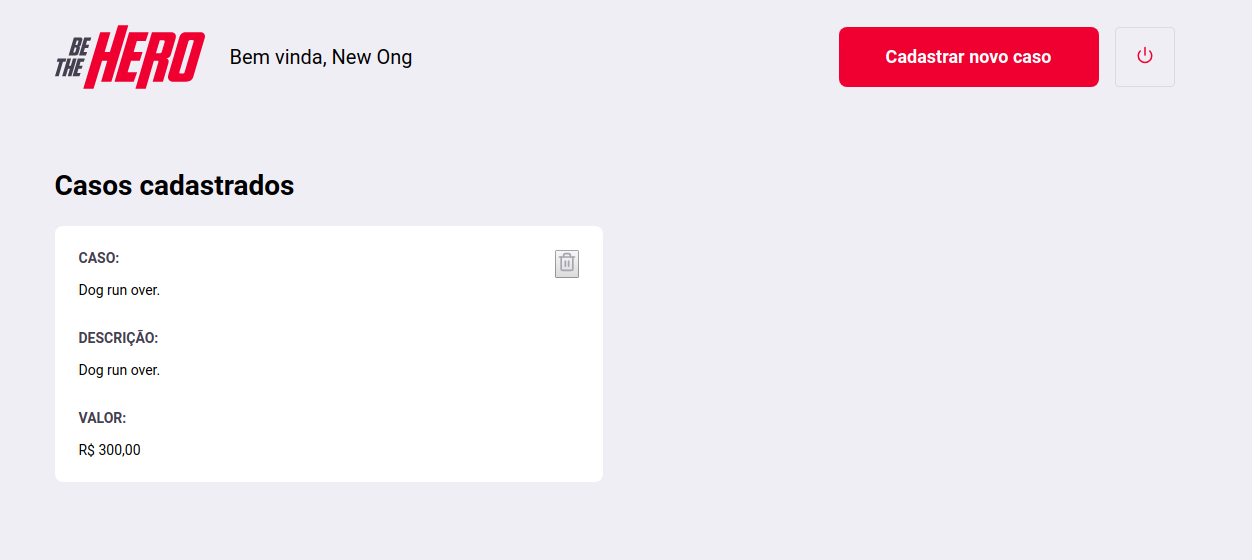 BE
THE HERO
Bem vinda, New Ong
Cadastrar novo caso
Casos cadastrados
CASO:
Dog run over.
DESCRIÇÃO:
Dog run over.
VALOR:
R$ 300,00